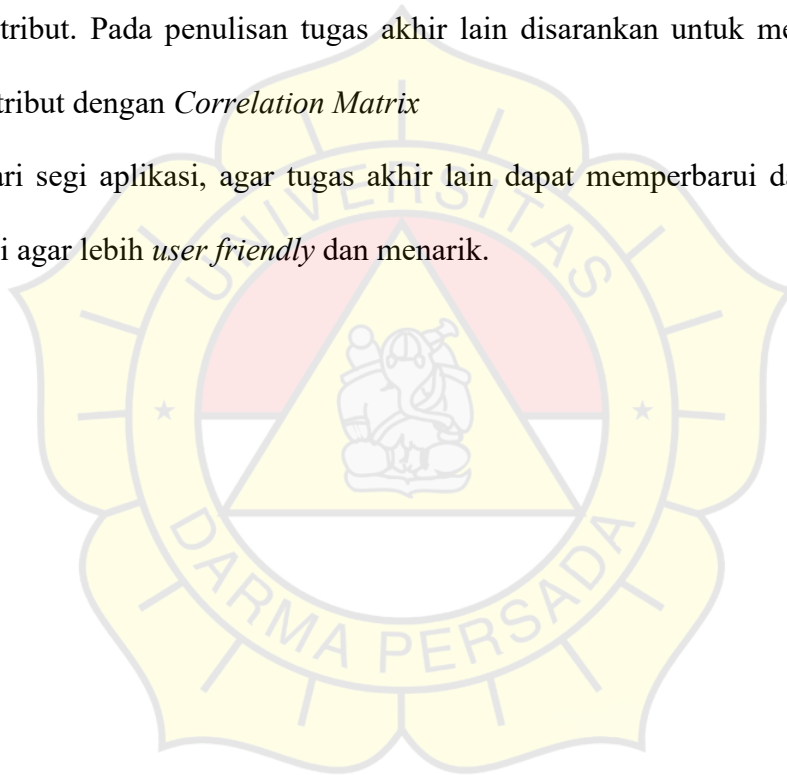 tribut. Pada penulisan tugas akhir lain disarankan untuk me
tribut dengan Correlation Matrix
ari segi aplikasi, agar tugas akhir lain dapat memperbarui da
i agar lebih user friendly dan menarik.
UNIVERSITAS
DARMA PERSADA